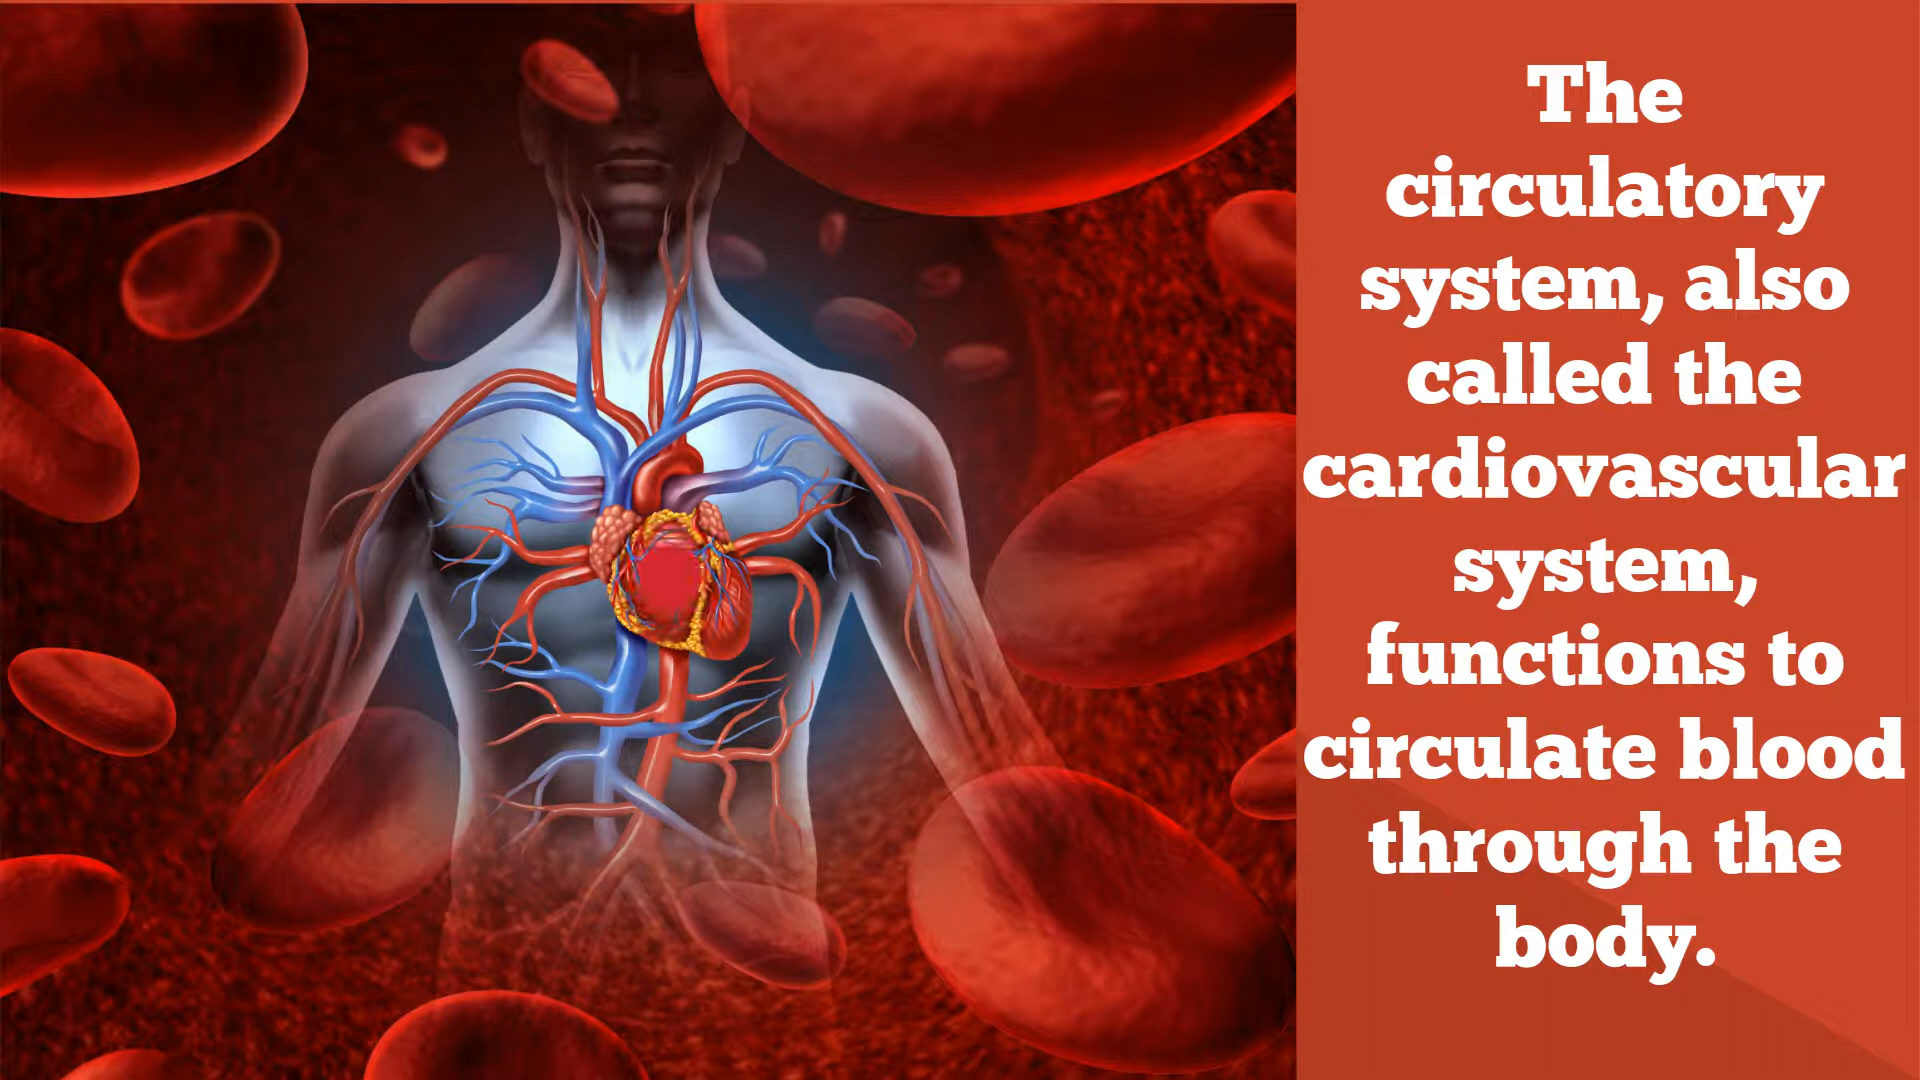 The
circulatory
system, also
called the
cardiovascular
system,
functions to
circulate blood
through the
body.